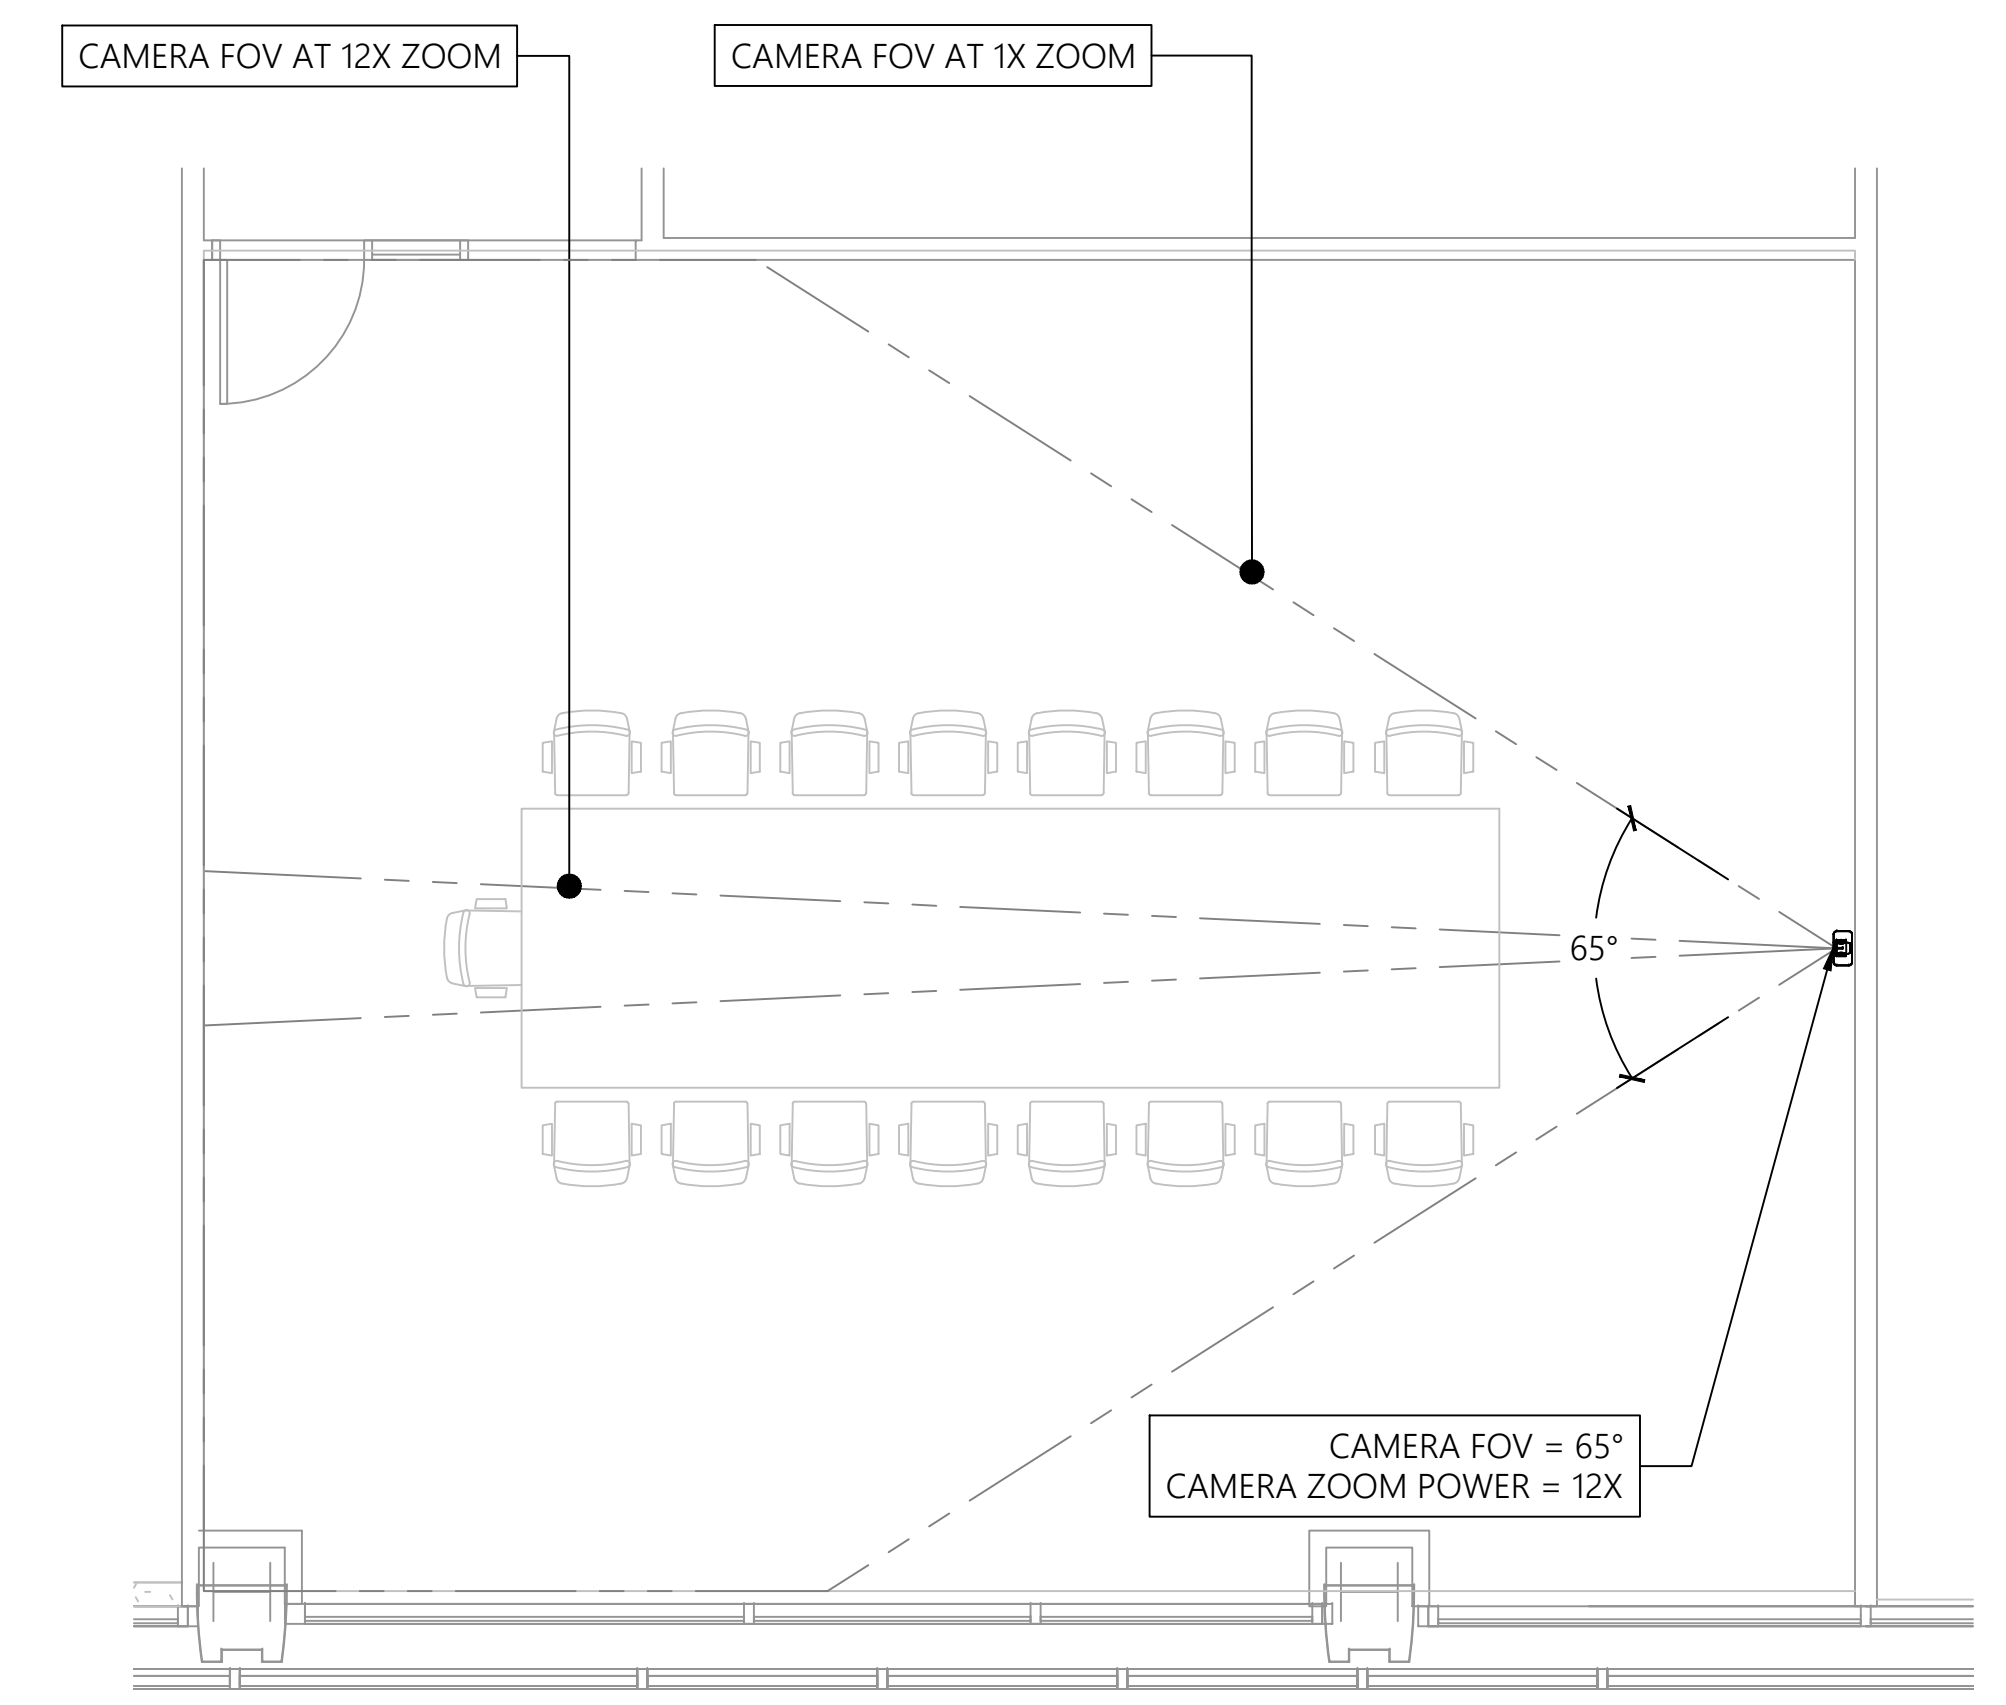 CAMERA FOV AT 12X ZOOM
CAMERA FOV AT 1X ZOOM
65°
CAMERA FOV = 65°
CAMERA ZOOM POWER = 12X